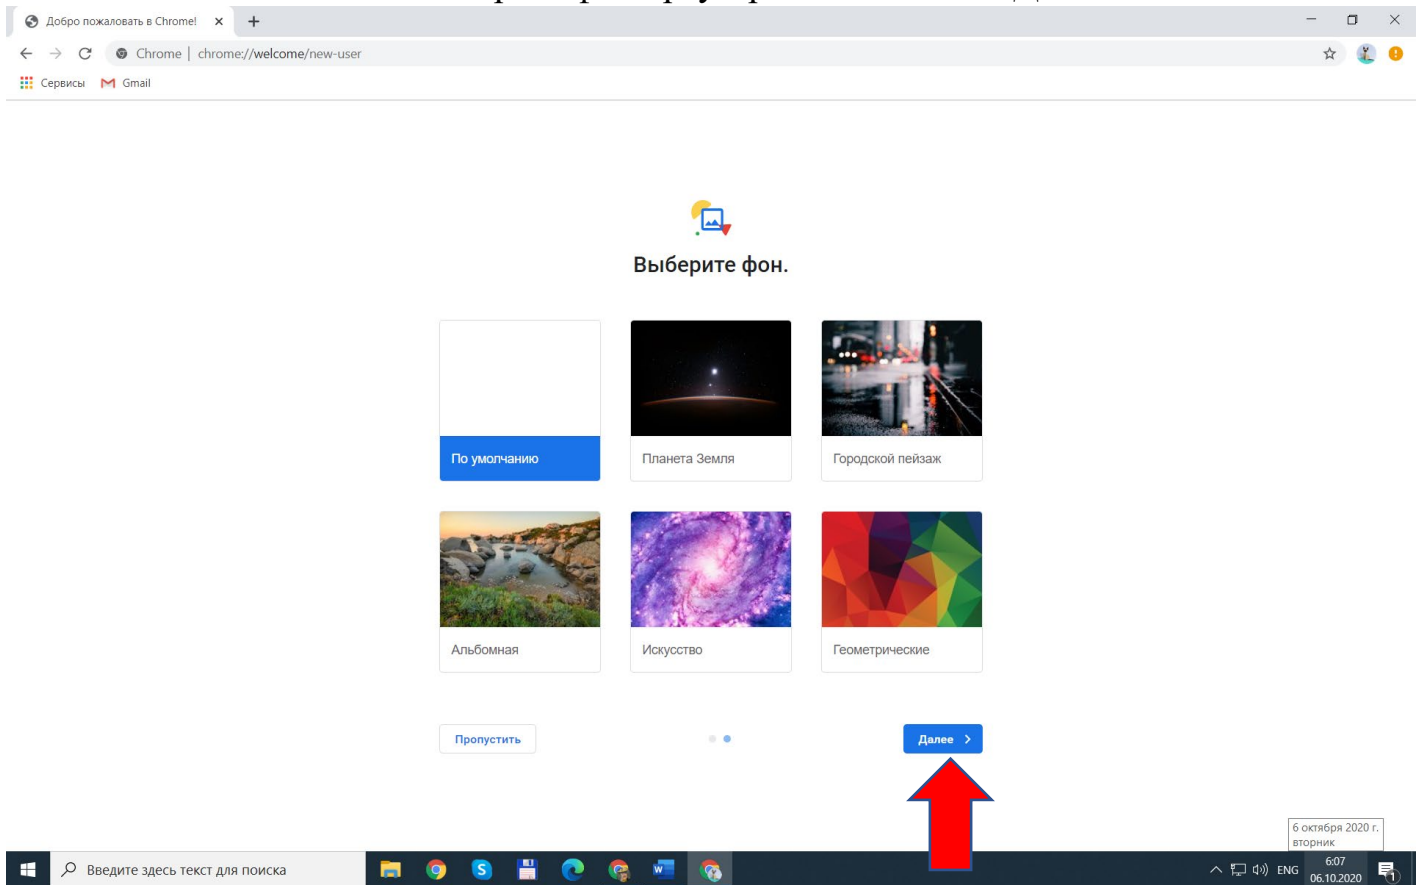 Добро пожаловать в Chrome!
Chrome | chrome://welcome/new-user
Сервисы Gmail
Выберите фон.
По умолчанию Планета Земля Городской пейзаж
Альбомная Искусство Геометрические
Пропустить Далее
6 октября 2020 г.
вторник
Введите здесь текст для поиска ENG 6:07
06.10.2020
1